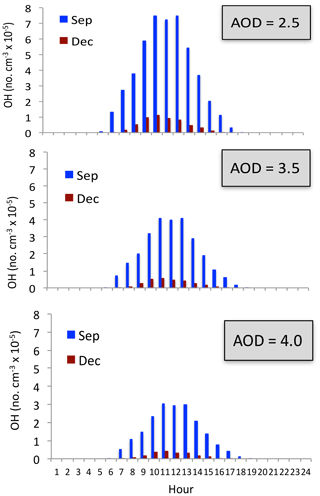 8
7
6
5
4
3
2
1
0
OH (no. cm-3 x 10-5)
Sep
Dec
AOD = 2.5
8
7
6
5
4
3
2
1
0
OH (no. cm-3 x 10-5)
Sep
Dec
AOD = 3.5
8
7
6
5
4
3
2
1
0
OH (no. cm-3 x 10-5)
Sep
Dec
AOD = 4.0
1 2 3 4 5 6 7 8 9 10 11 12 13 14 15 16 17 18 19 20 21 22 23 24
Hour